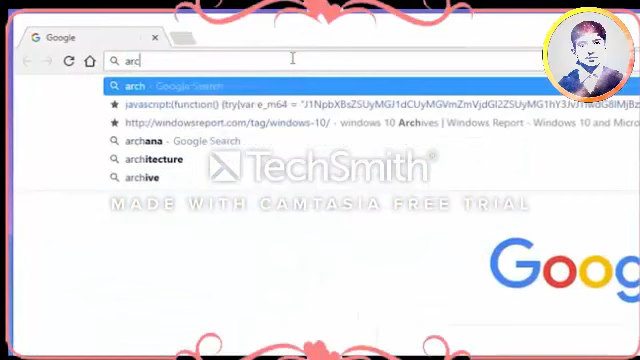 Google
arc
arch - Google Search
javascript:(function() {try{var e_m64 =
http://windowsreport.com/tag/windows-10/ - windows 10 Archives | Windows Report - Windows 10 and Micro
archana - Google Search
architecture
archive
TechSmith®
MADE WITH CAMTASIA FREE TRIAL
Goog